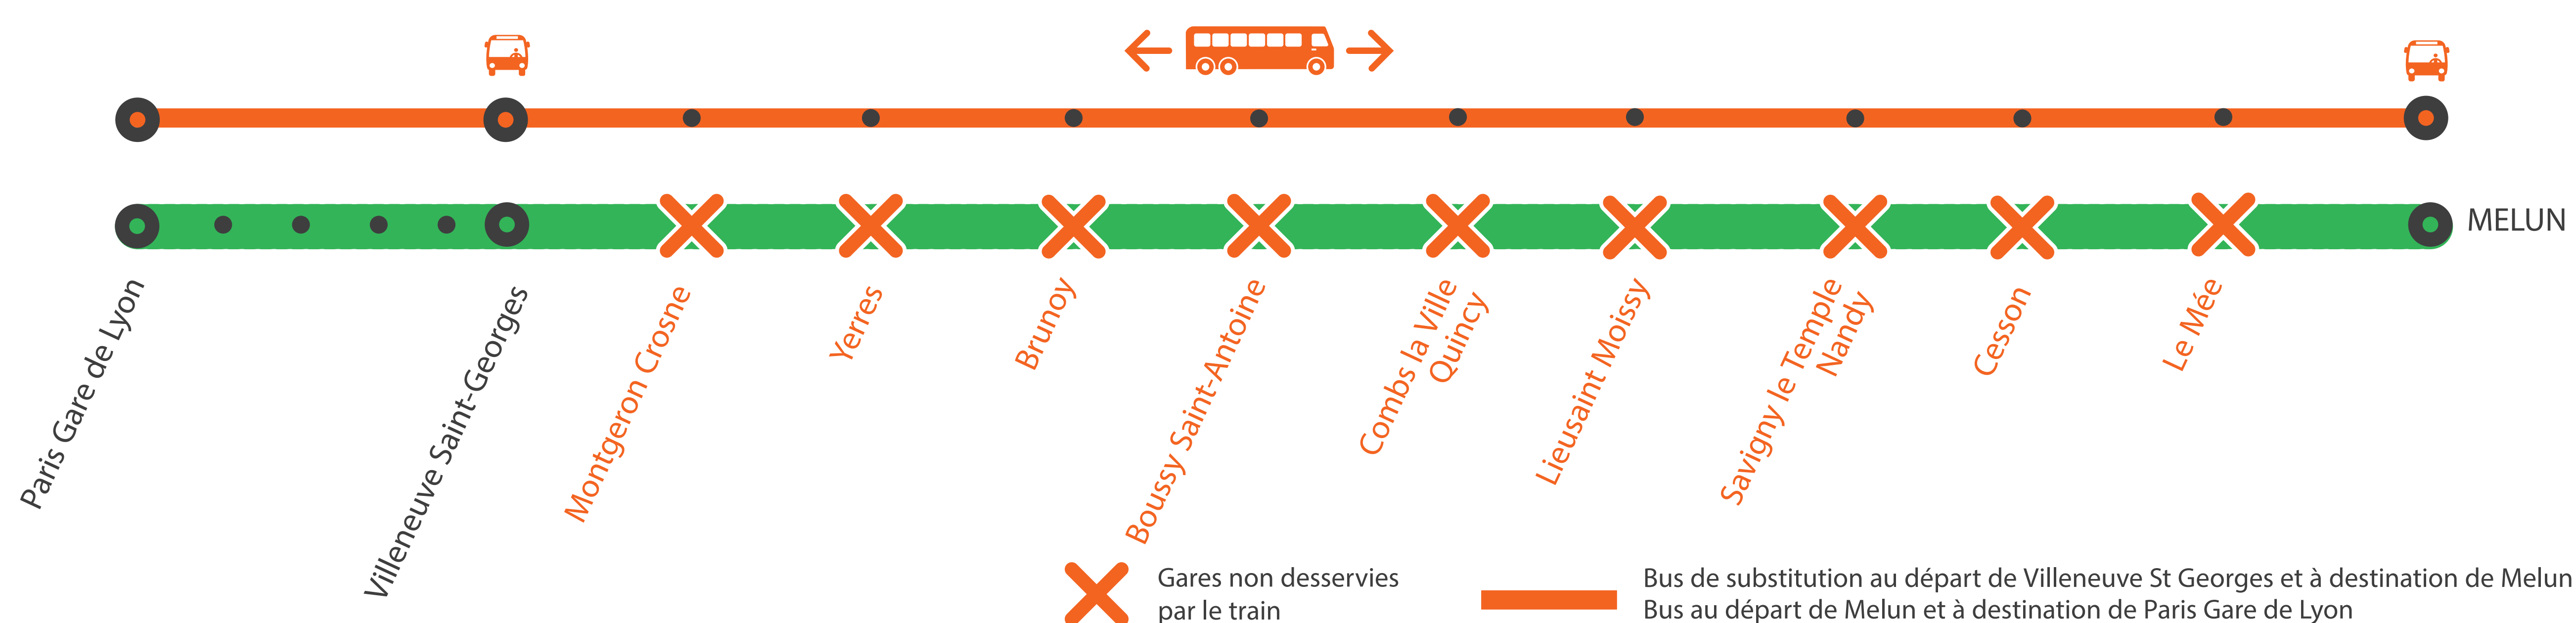 MELUN
Paris Gare de Lyon
Villeneuve Saint-Georges
Montgeron Crosne
Yerres
Brunoy
Boussy Saint-Antoine
Combs la Ville
Quincy
Lieusaint Moissy
Savigny le Temple
Nandy
Cesson
Le Mée
Gares non desservies
par le train
Bus de substitution au départ de Villeneuve St Georges et à destination de Melun
Bus au départ de Melun et à destination de Paris Gare de Lyon